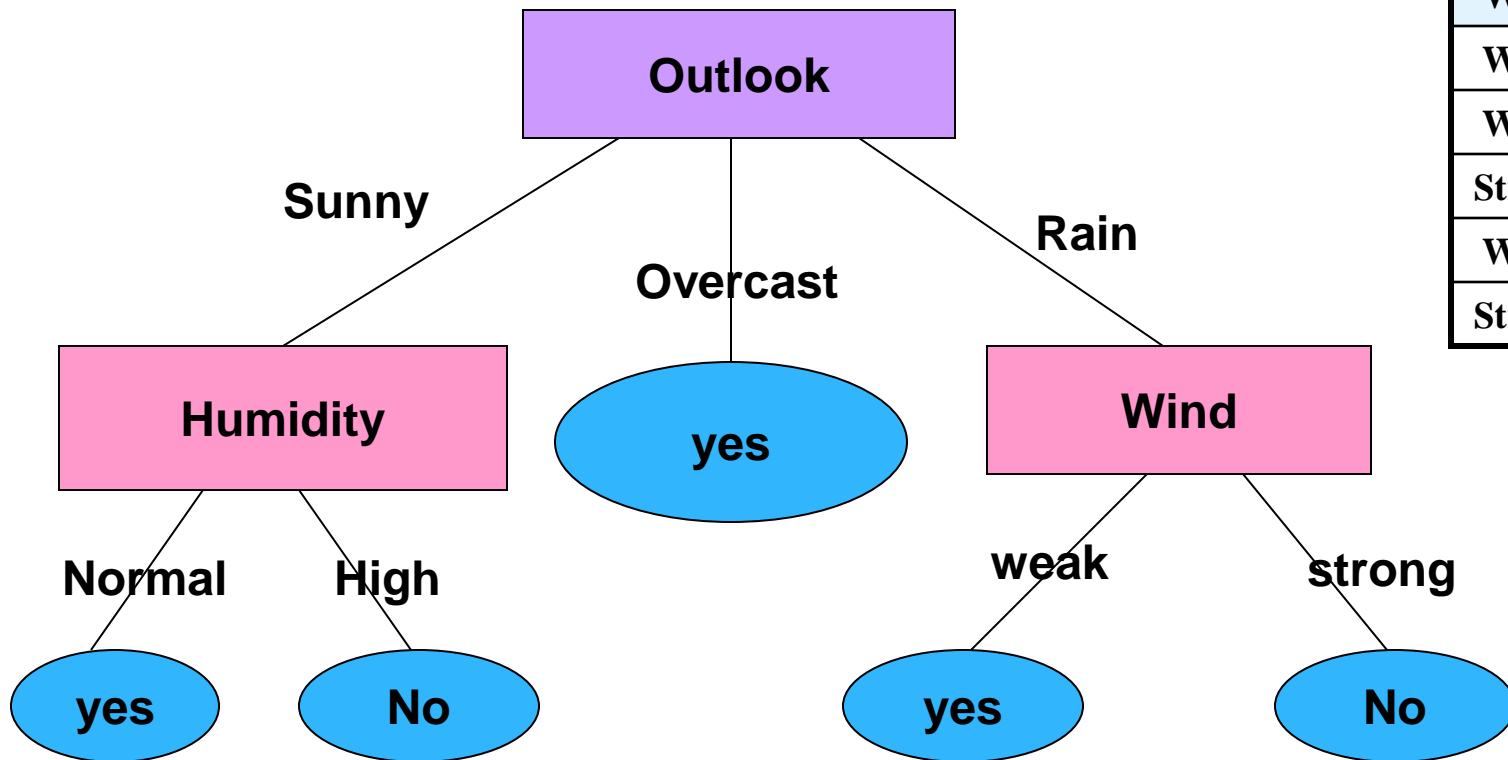 Outlook
Sunny
Overcast
Rain
Humidity
yes
Wind
Normal
High
weak
strong
yes
No
yes
No